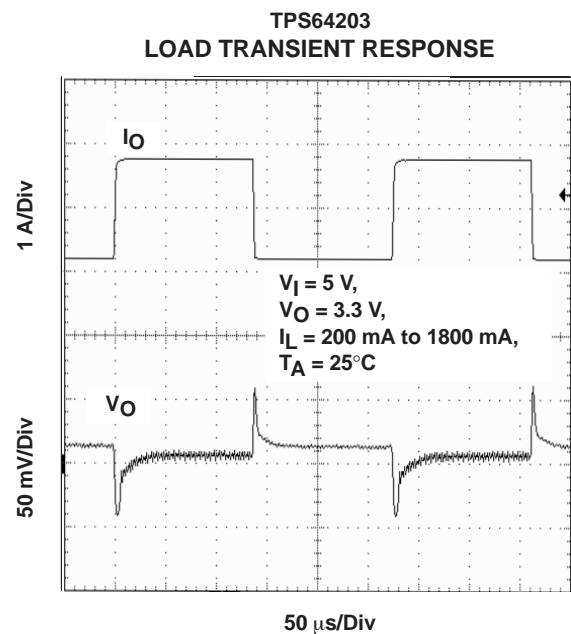 TPS64203
LOAD TRANSIENT RESPONSE
IO
1 A/Div
VI = 5 V,
VO = 3.3 V,
IL = 200 mA to 1800 mA,
TA = 25°C
VO
50 mV/Div
50 μs/Div